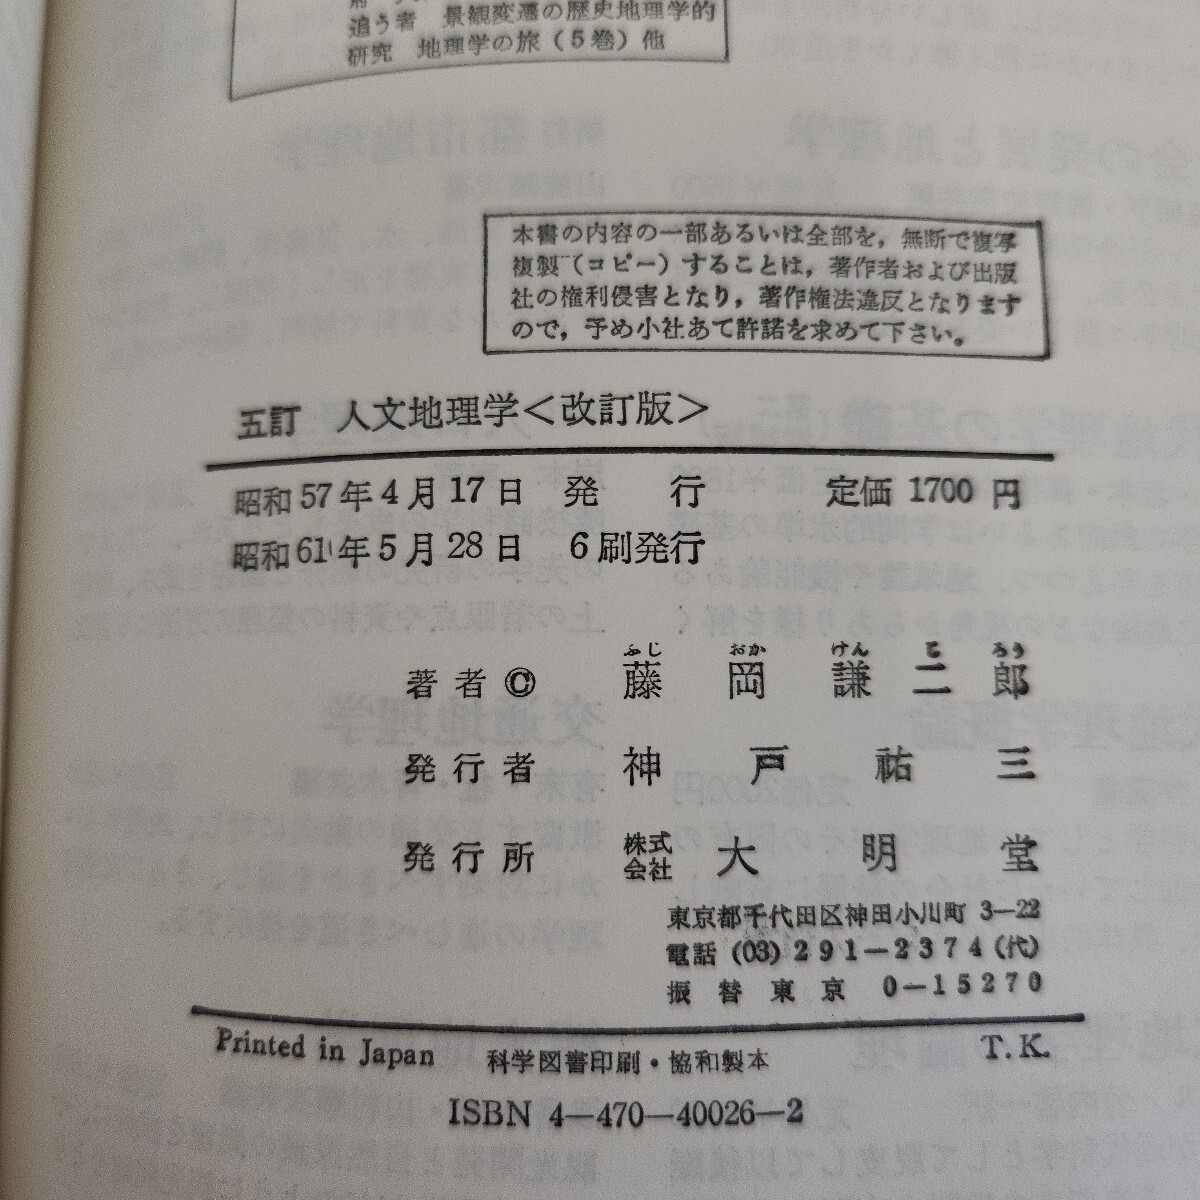 追う者 景観変遷の歴史地理学的
研究 地理学の旅(5巻)他
本書の内容の一部あるいは全部を,無断で複写
複製(コピー)することは,著作者および出版
社の権利侵害となり,著作権法違反となります
ので,予め小社あて許諾を求めて下さい。
五訂 人文地理学<改訂版>
昭和57年4月17日 発 行 定価 1700 円
昭和61年5月28日 6刷発行
ふじ おか けん じ ろう
著者© 藤岡謙二郎
発行者 神戸祐三
発行所 株式会社 大明堂
東京都千代田区神田小川町 3-22
電話 (03) 291-2374 (代)
振替東京 0-15270
Printed in Japan 科学図書印刷・協和製本 T.K.
ISBN 4-470-40026-2